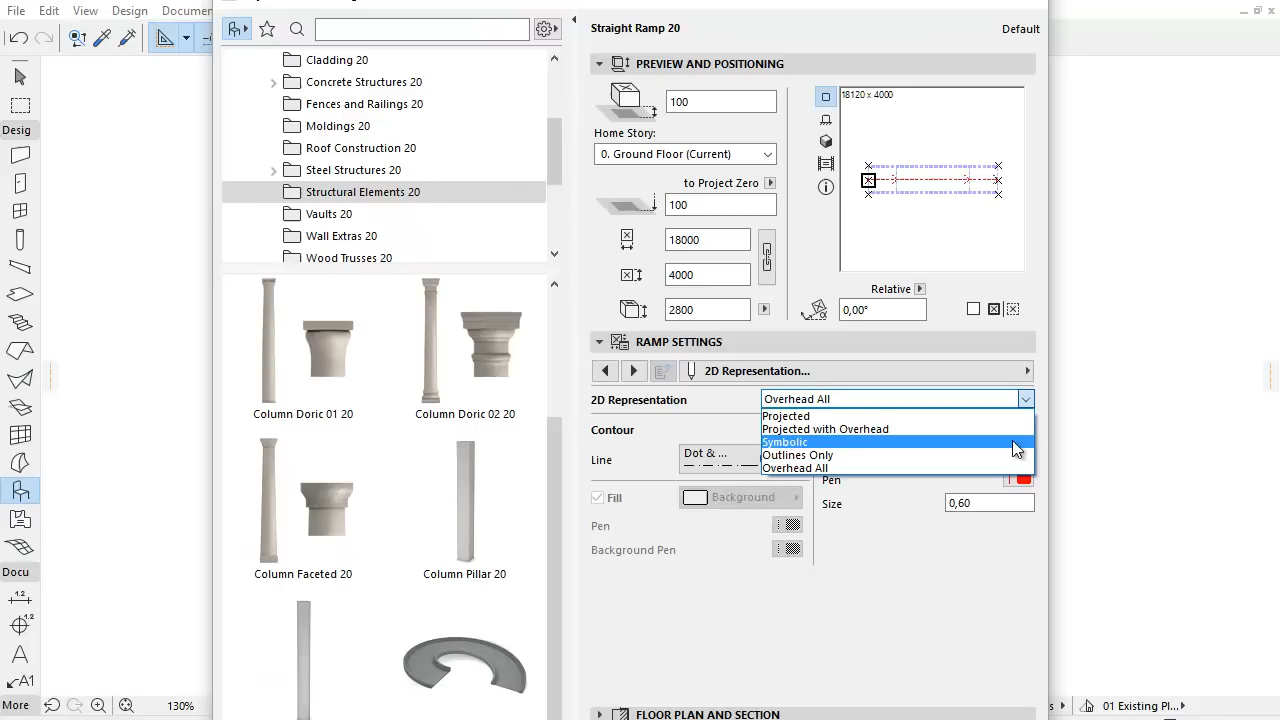 File Edit View Design
Straight Ramp 20 Default
Cladding 20
Concrete Structures 20
Fences and Railings 20
Moldings 20
Roof Construction 20
Steel Structures 20
Structural Elements 20
Vaults 20
Wall Extras 20
Wood Trusses 20
Desig
Docu
1.2
1.2
A1
More
130%
Column Doric 01 20
Column Doric 02 20
Column Faceted 20
Column Pillar 20
PREVIEW AND POSITIONING
100
Home Story:
0. Ground Floor (Current)
to Project Zero
100
18000
4000
2800
18120 x 4000
Relative
0,00°
RAMP SETTINGS
2D Representation...
2D Representation Overhead All
Projected
Projected with Overhead
Symbolic
Outlines Only
Overhead All
Contour
Line Dot & ...
Fill Background
Pen
Background Pen
Pen
Size 0,60
FLOOR PLAN AND SECTION
01 Existing Pl...